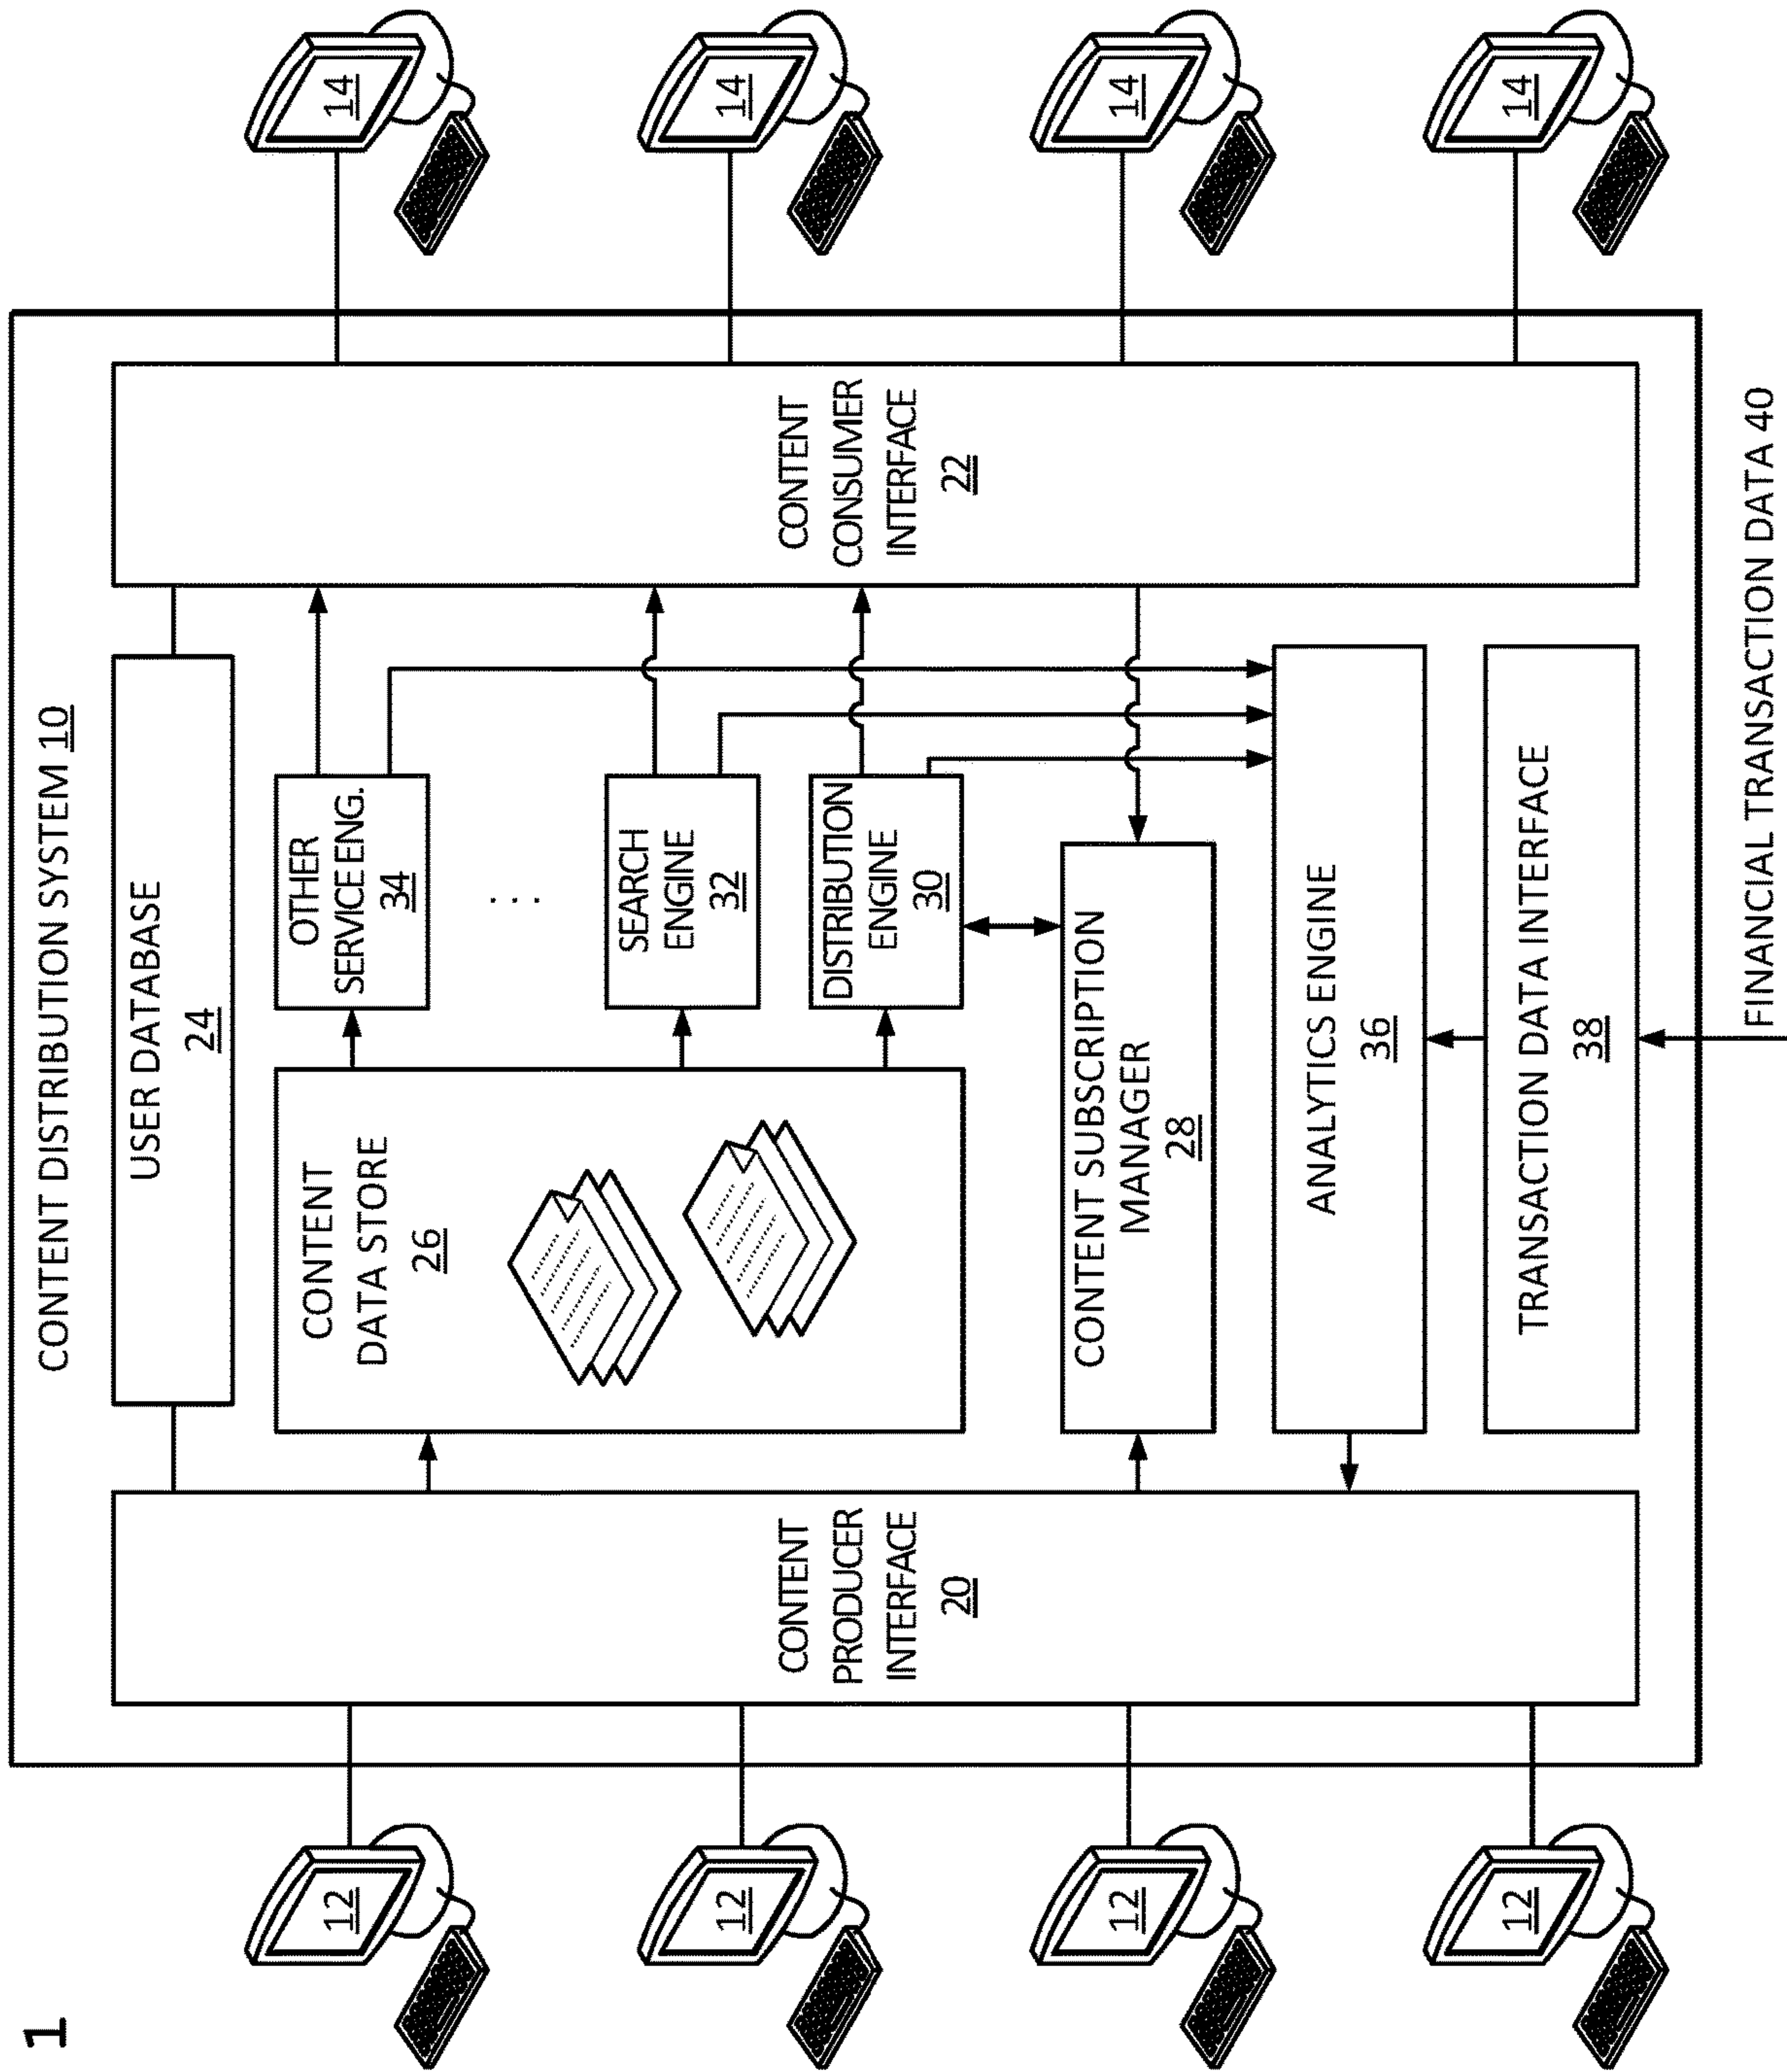 1
CONTENT DISTRIBUTION SYSTEM 10
USER DATABASE
24
12
12
12
12
CONTENT
PRODUCER
INTERFACE
20
CONTENT
DATA STORE
26
OTHER
SERVICE ENG.
34
. . .
SEARCH
ENGINE
32
DISTRIBUTION
ENGINE
30
CONTENT SUBSCRIPTION
MANAGER
28
ANALYTICS ENGINE
36
TRANSACTION DATA INTERFACE
38
CONTENT
CONSUMER
INTERFACE
22
14
14
14
14
FINANCIAL TRANSACTION DATA 40